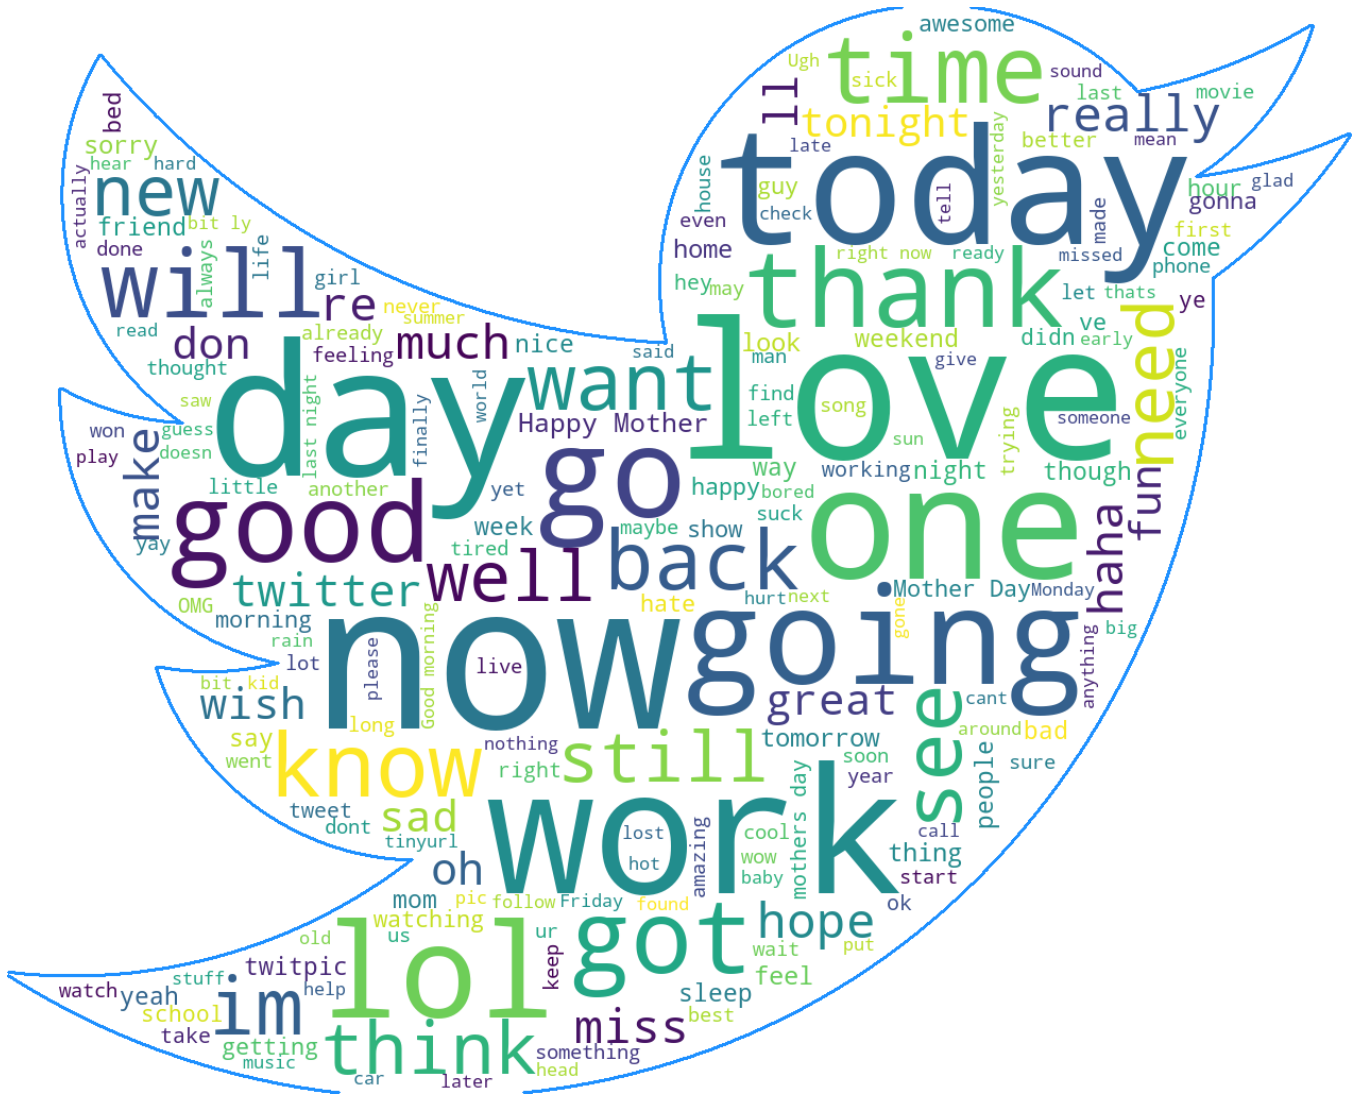 awesome
time
Ugh
sick
sound
ll
last
movie
bed
tonight
really
sorry
late
better
mean
hear
hard
today
yesterday
new
house
guy
tell
hour
glad
actually
friend
bit ly
even
check
made
gonna
first
done
always
life
home
right now
ready
missed
come
phone
will
girl
hey
may
thank
let
thats
ye
re
never
summer
read
already
don
feeling
much
nice
said
look
weekend
didn
ve
early
need
thought
day
want
man
love
give
everyone
saw
last night
finally
world
find
song
someone
won
guess
Happy Mother
left
sun
trying
play
doesn
make
go
way
working
night
though
fun
little
another
yet
happy
bored
one
haha
good
week
maybe
show
suck
yay
tired
well
back
twitter
OMG
hate
hurt
next
Mother Day
Monday
morning
Good morning
now
going
gone
big
rain
lot
please
live
anything
bit
kid
wish
great
see
cant
long
say
nothing
still
tomorrow
around
bad
went
know
right
soon
people
sure
year
work
mothers day
tweet
sad
dont
tinyurl
lost
cool
call
hot
amazing
wow
thing
oh
baby
start
mom
pic
follow
Friday
found
ok
watching
got
hope
old
us
lol
ur
wait
put
twitpic
keep
feel
stuff
watch
yeah
help
sleep
school
im
best
take
miss
getting
think
something
music
head
car
later